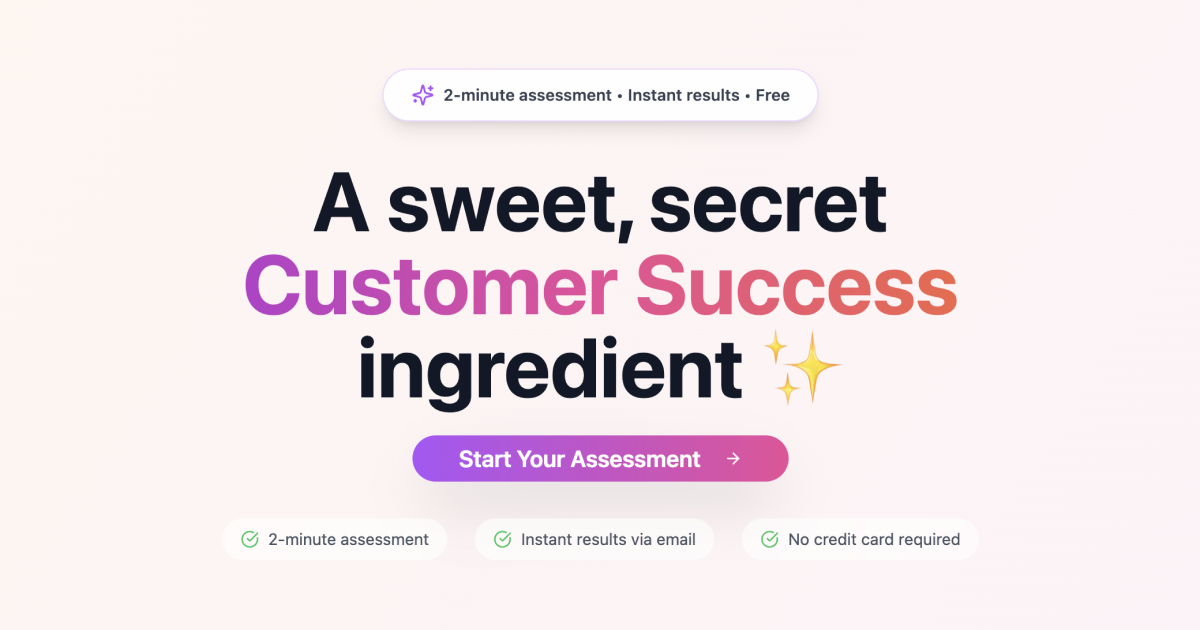 2-minute assessment • Instant results • Free
A sweet, secret
Customer Success
ingredient ✨
Start Your Assessment →
2-minute assessment
Instant results via email
No credit card required